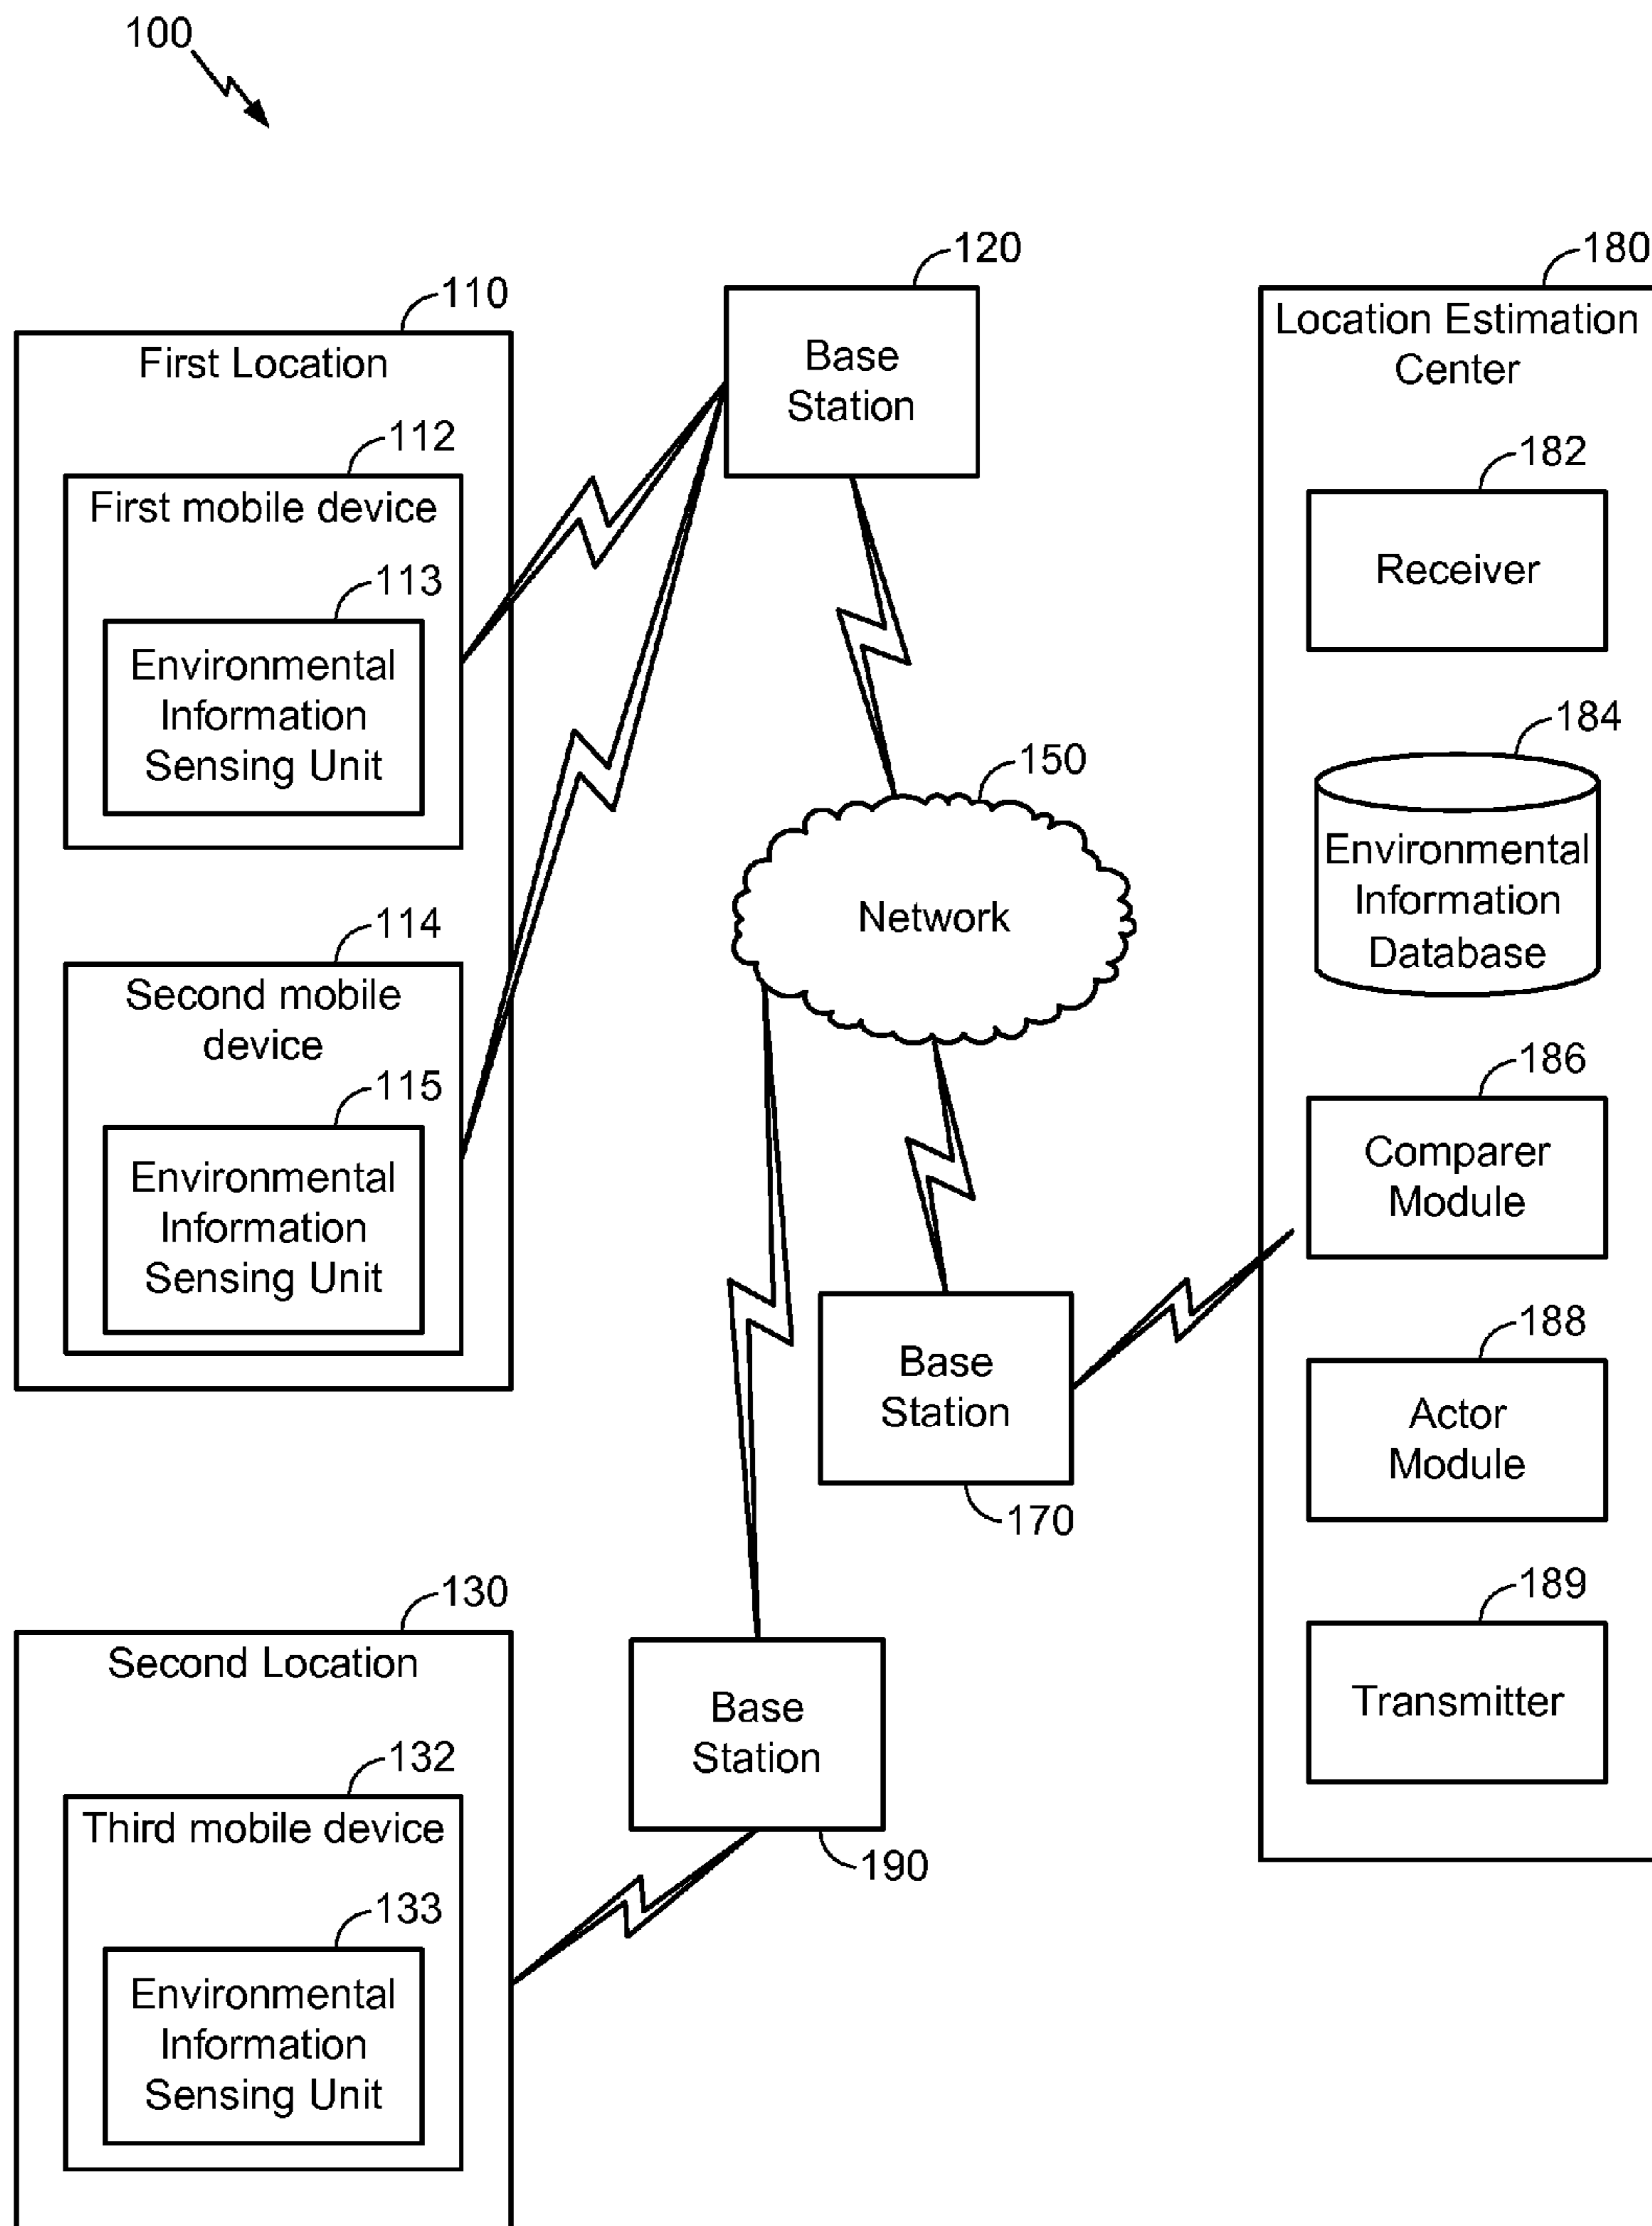 100
110
First Location
112
First mobile device
113
Environmental
Information
Sensing Unit
114
Second mobile
device
115
Environmental
Information
Sensing Unit
120
Base
Station
150
Network
Base
Station
170
130
Second Location
132
Third mobile device
133
Environmental
Information
Sensing Unit
Base
Station
190
180
Location Estimation
Center
182
Receiver
184
Environmental
Information
Database
186
Comparer
Module
188
Actor
Module
189
Transmitter